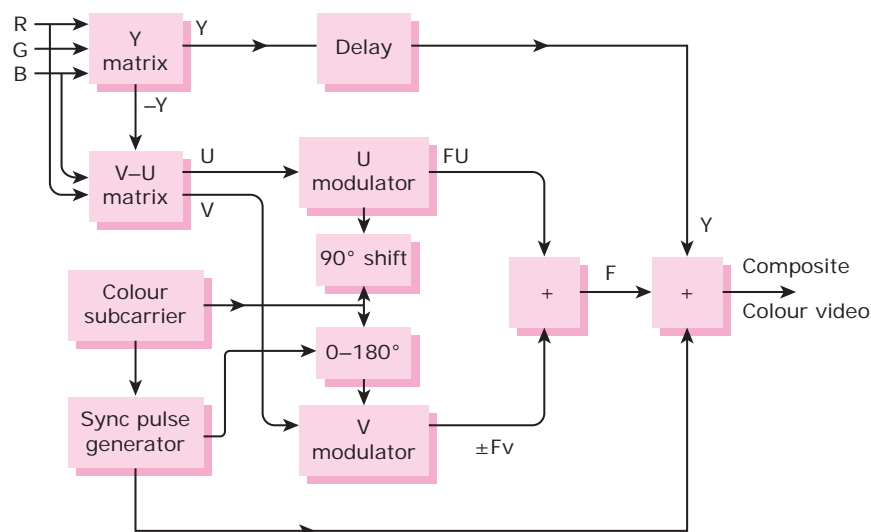 R
G
B
Y
matrix
Y
Delay
–Y
V–U
matrix
U
V
U
modulator
FU
90° shift
Colour
subcarrier
0–180°
Sync pulse
generator
V
modulator
±Fv
+
F
Y
+
Composite
Colour video